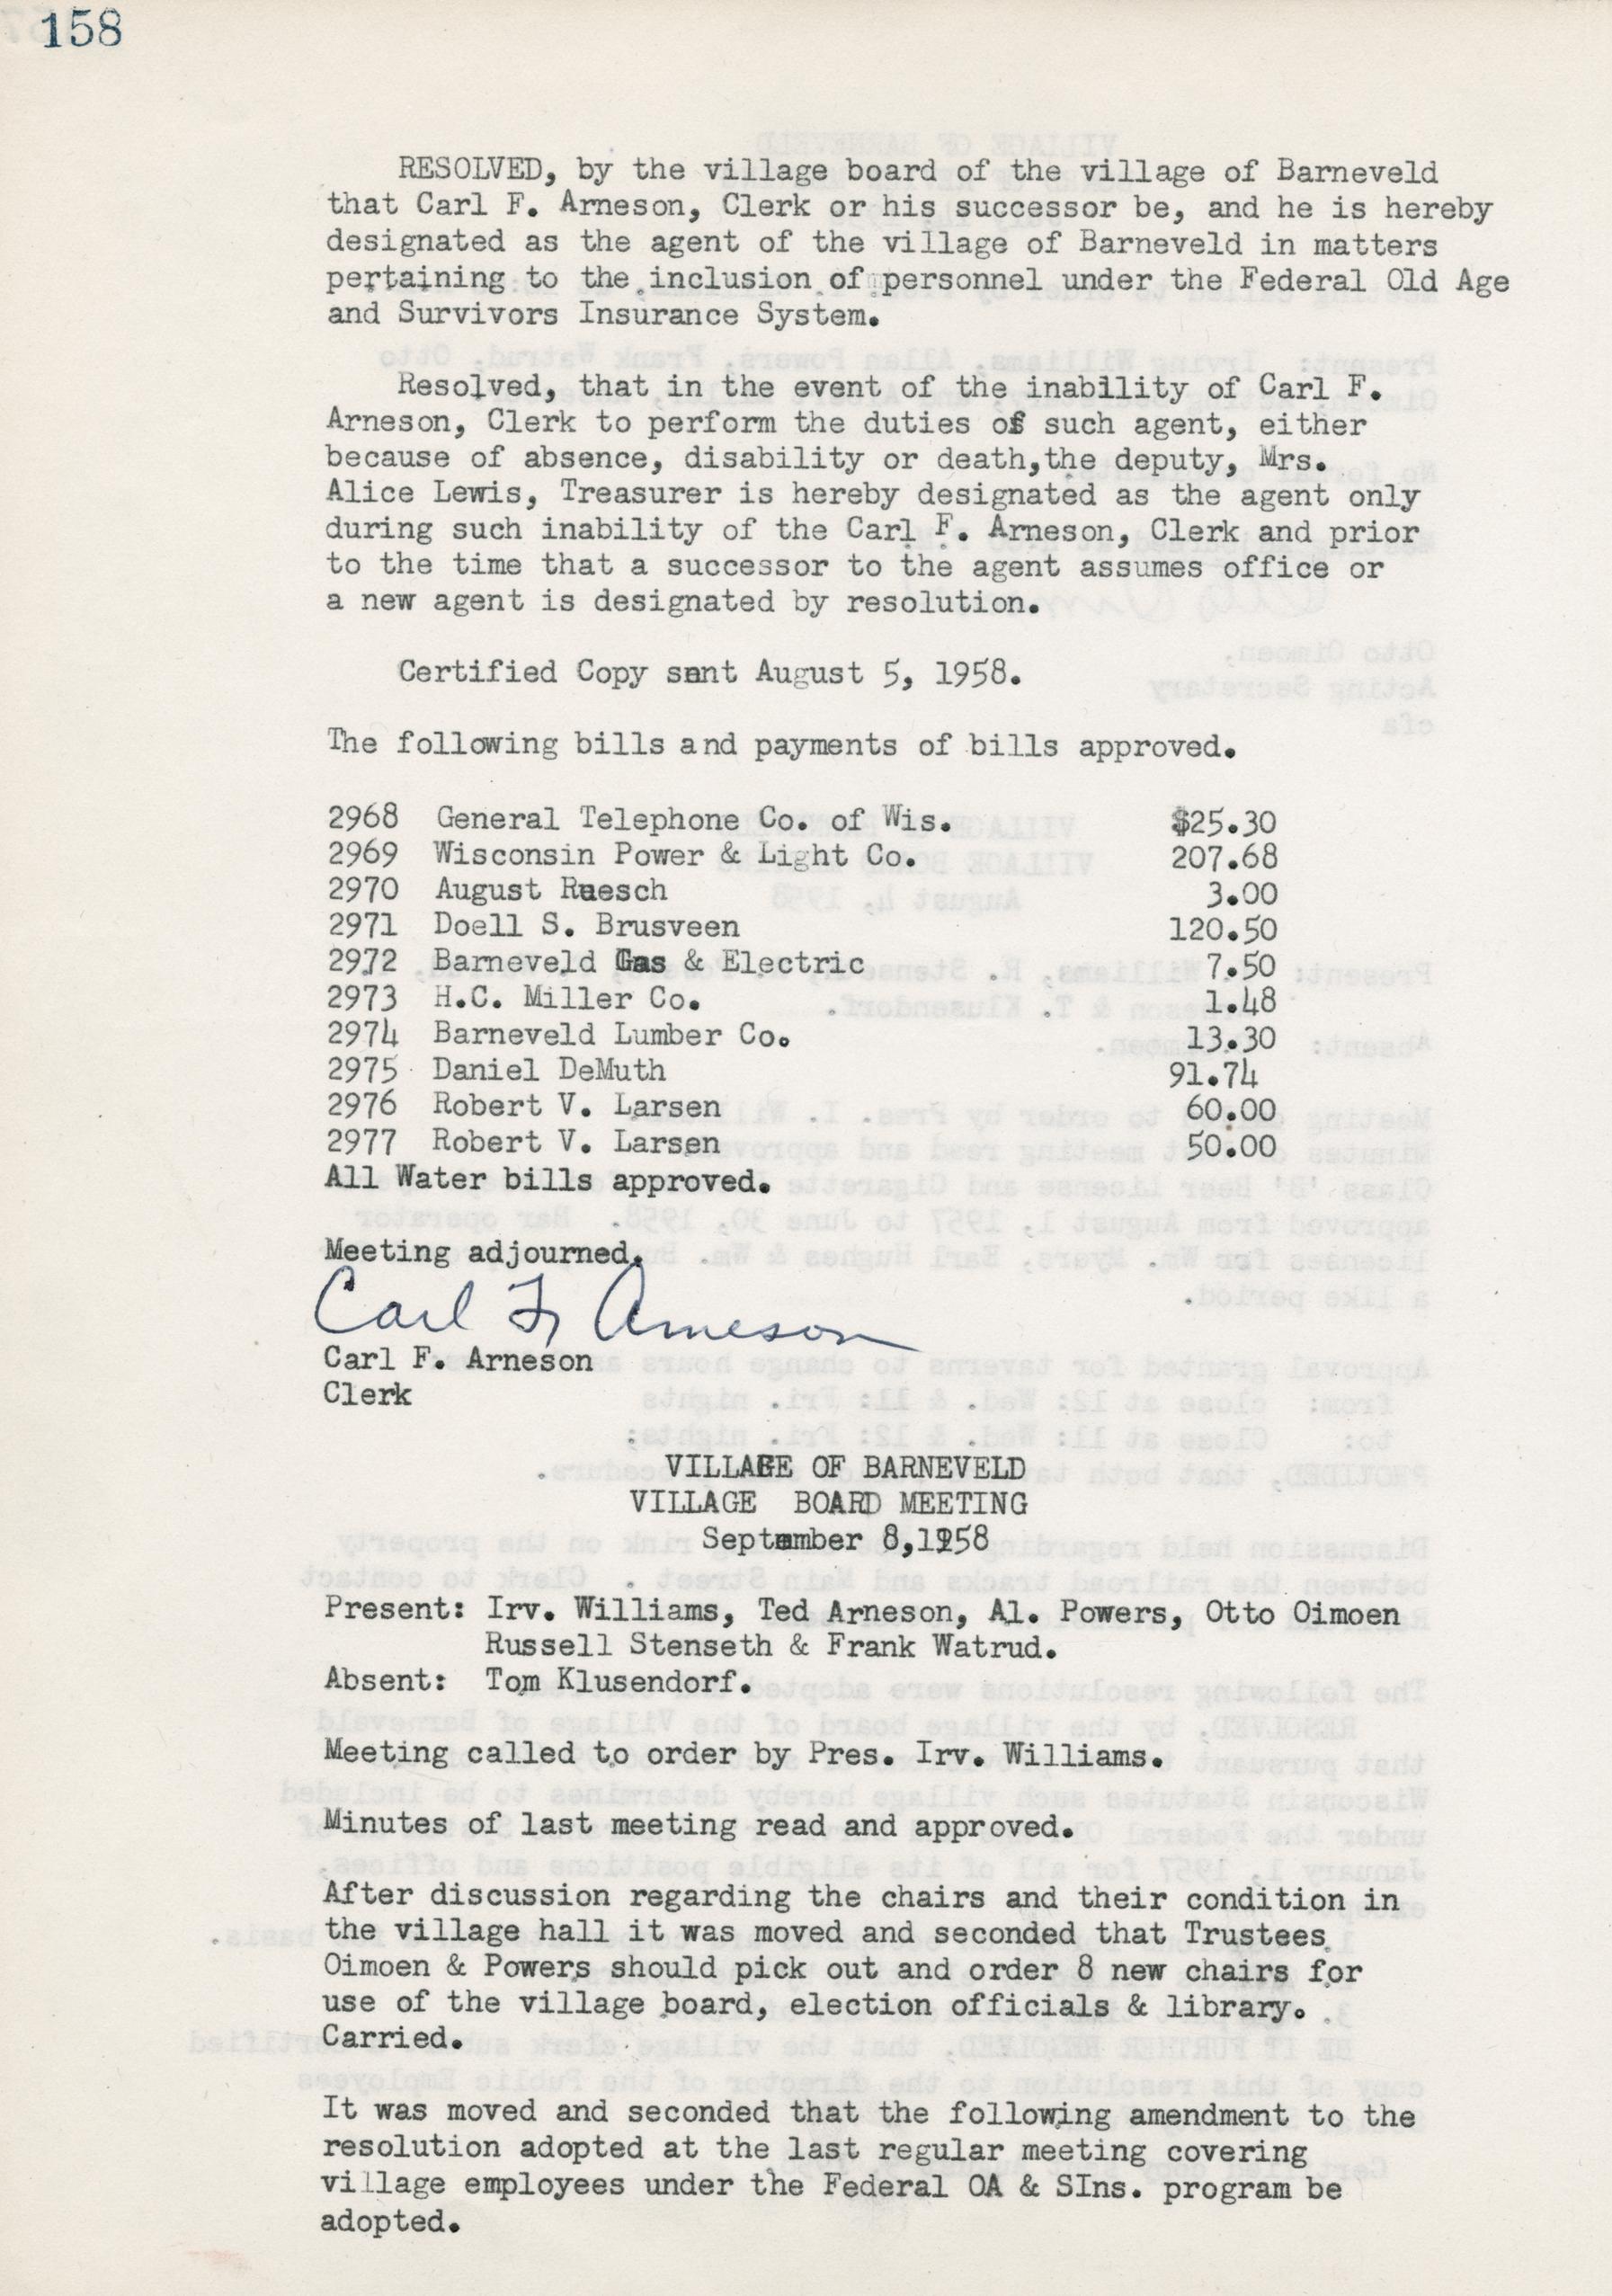 158
RESOLVED, by the village board of the village of Barneveld
that Carl F. Arneson, Clerk or his successor be, and he is hereby
designated as the agent of the village of Barneveld in matters
pertaining to the inclusion of personnel under the Federal Old Age
and Survivors Insurance System.
Resolved, that in the event of the inability of Carl F.
Arneson, Clerk to perform the duties of such agent, either
because of absence, disability or death,the deputy, Mrs.
Alice Lewis, Treasurer is hereby designated as the agent only
during such inability of the Carl F. Arneson, Clerk and prior
to the time that a successor to the agent assumes office or
a new agent is designated by resolution.
Certified Copy sent August 5, 1958.
The following bills and payments of bills approved.
2968 General Telephone Co. of Wis. $25.30
2969 Wisconsin Power & Light Co. 207.68
2970 August Ruesch 3.00
2971 Doell S. Brusveen 120.50
2972 Barneveld Gas & Electric 7.50
2973 H.C. Miller Co. 1.48
2974 Barneveld Lumber Co. 13.30
2975 Daniel DeMuth 91.74
2976 Robert V. Larsen 60.00
2977 Robert V. Larsen 50.00
All Water bills approved.
Meeting adjourned.
Carl F. Arneson
Carl F. Arneson
Clerk
VILLAGE OF BARNEVELD
VILLAGE BOARD MEETING
September 8,1958
Present: Irv. Williams, Ted Arneson, Al. Powers, Otto Oimoen
Russell Stenseth & Frank Watrud.
Absent: Tom Klusendorf.
Meeting called to order by Pres. Irv. Williams.
Minutes of last meeting read and approved.
After discussion regarding the chairs and their condition in
the village hall it was moved and seconded that Trustees
Oimoen & Powers should pick out and order 8 new chairs for
use of the village board, election officials & library.
Carried.
It was moved and seconded that the following amendment to the
resolution adopted at the last regular meeting covering
village employees under the Federal OA & SIns. program be
adopted.